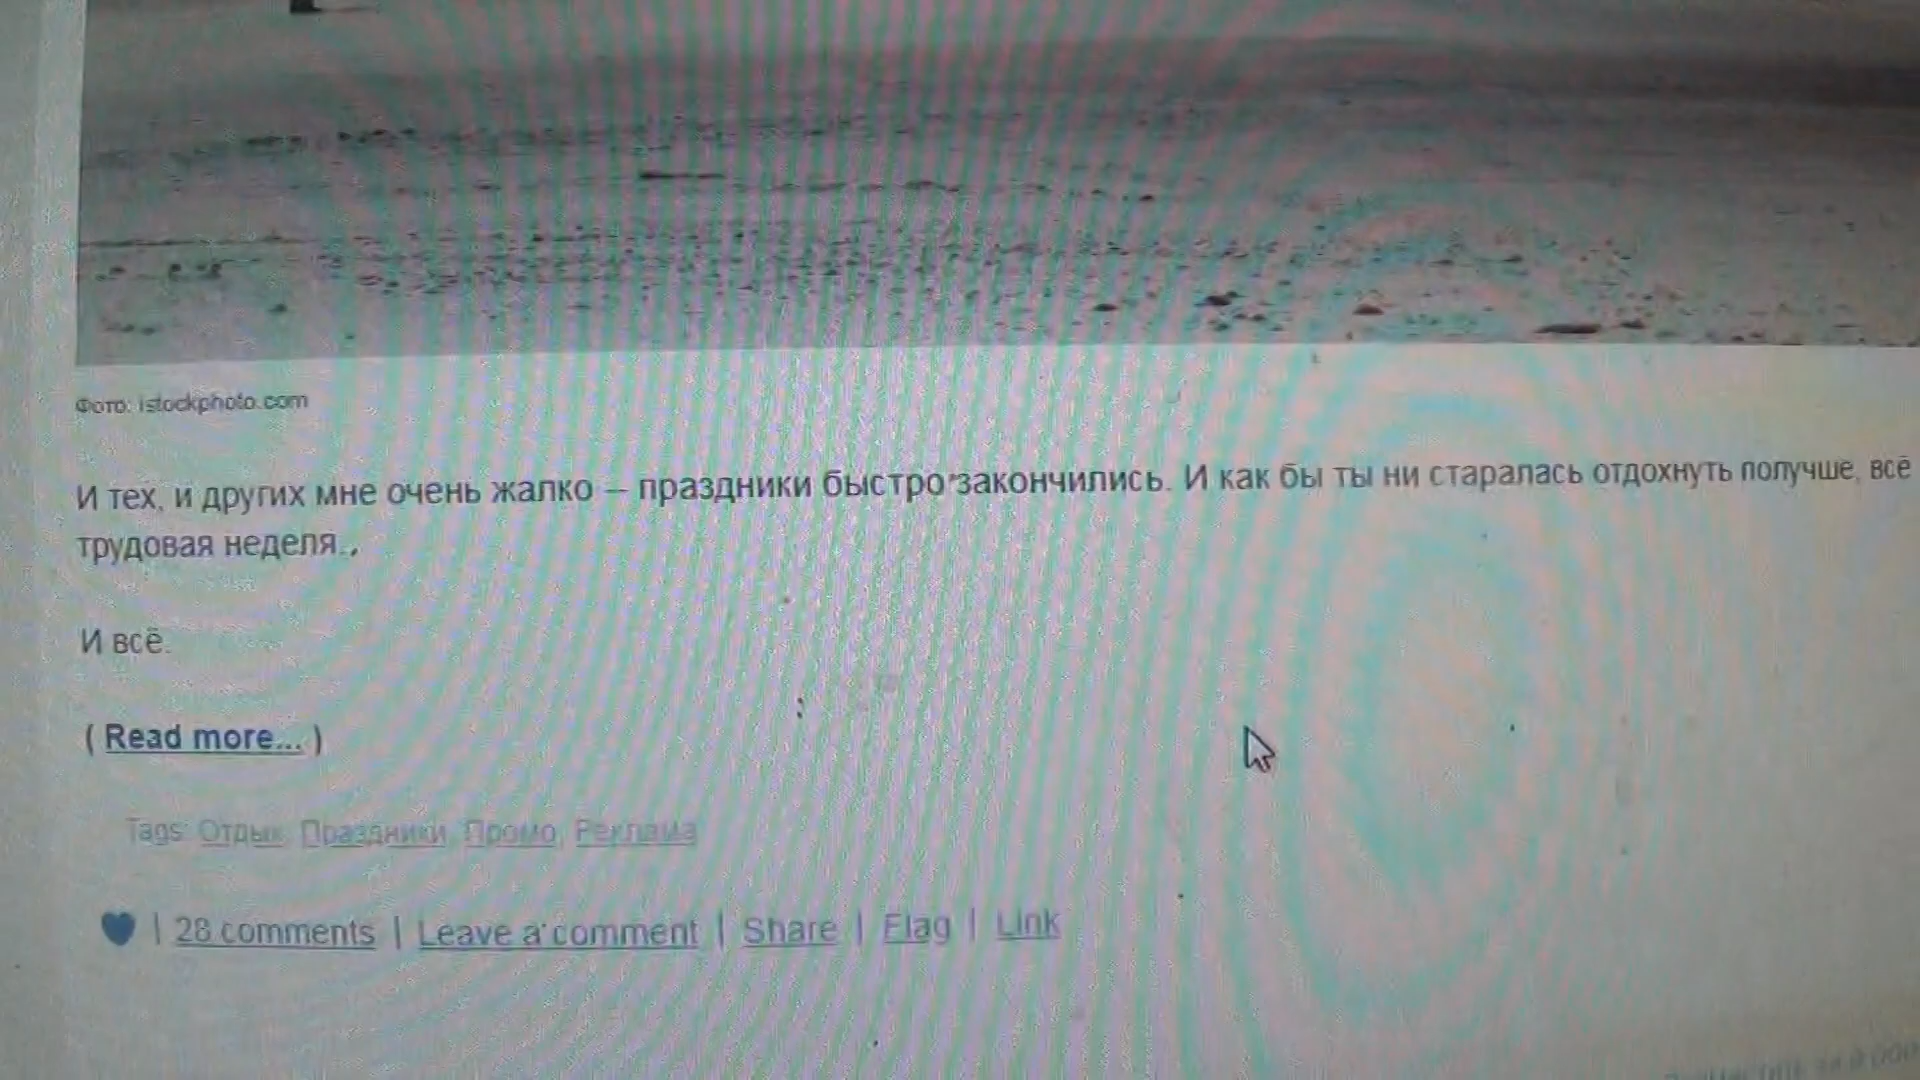 Фото: istockphoto.com
И тех, и других мне очень жалко – праздники быстро закончились. И как бы ты ни старалась отдохнуть получше, всё
трудовая неделя..
И всё.
( Read more... )
Tags: Отдых, Праздники, Промо, Реклама
| 28 comments | Leave a comment | Share | Flag | Link